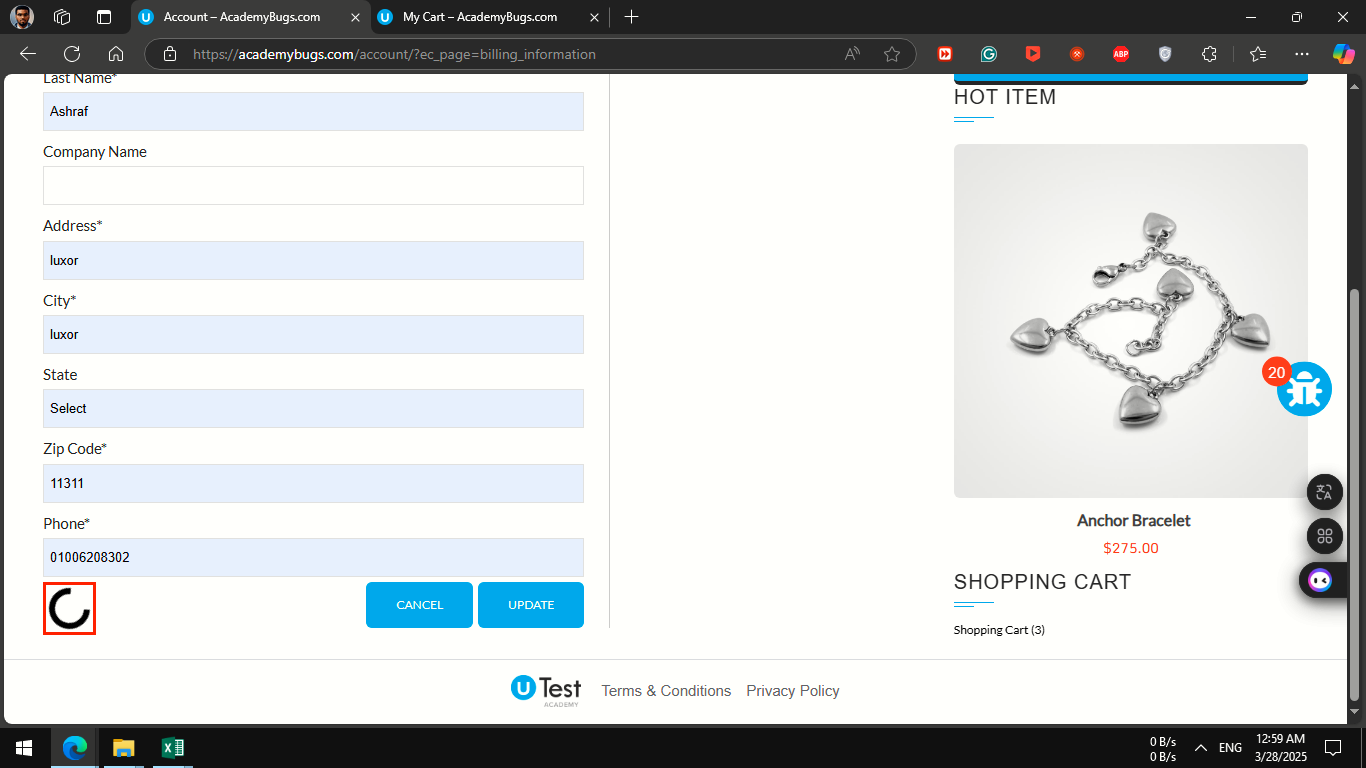 Account – AcademyBugs.com
My Cart – AcademyBugs.com
https://academybugs.com/account/?ec_page=billing_information
ABP
Last Name*
Ashraf
Company Name
Address*
luxor
City*
luxor
State
Select
Zip Code*
11311
Phone*
01006208302
CANCEL
UPDATE
HOT ITEM
20
Anchor Bracelet
$275.00
SHOPPING CART
Shopping Cart (3)
U Test
ACADEMY
Terms & Conditions
Privacy Policy
0 B/s
0 B/s
ENG
12:59 AM
3/28/2025